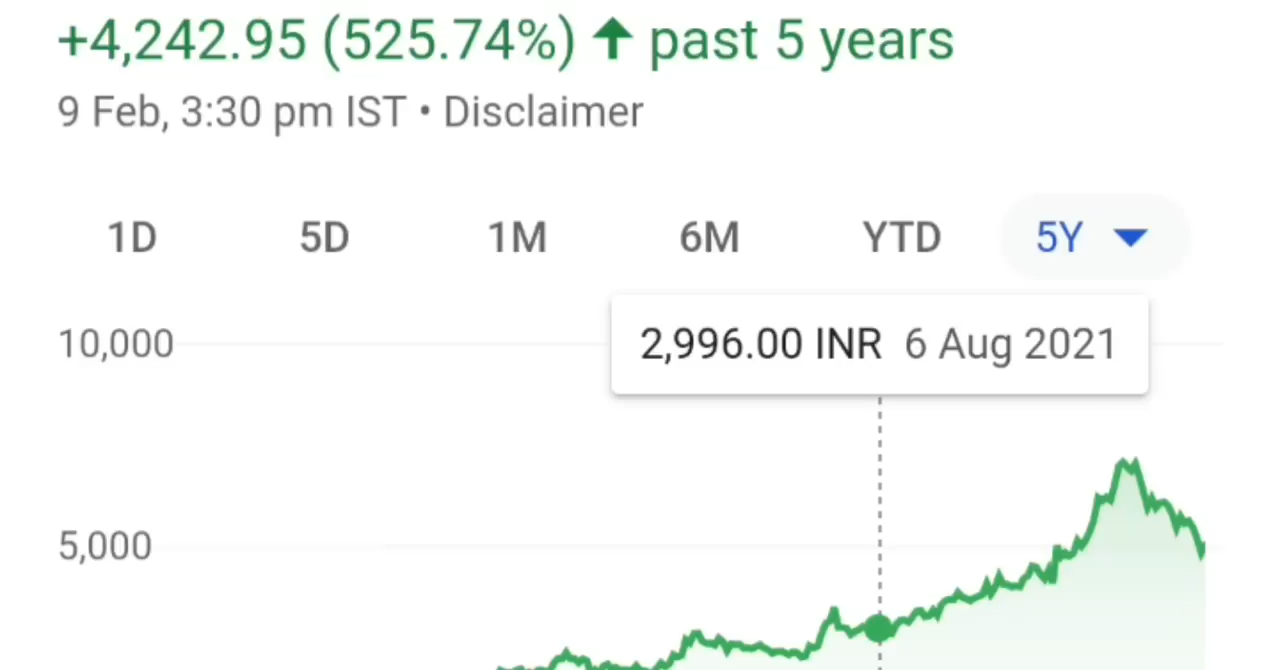 +4,242.95 (525.74%) ↑ past 5 years
9 Feb, 3:30 pm IST • Disclaimer
1D 5D 1M 6M YTD 5Y
10,000
2,996.00 INR 6 Aug 2021
5,000